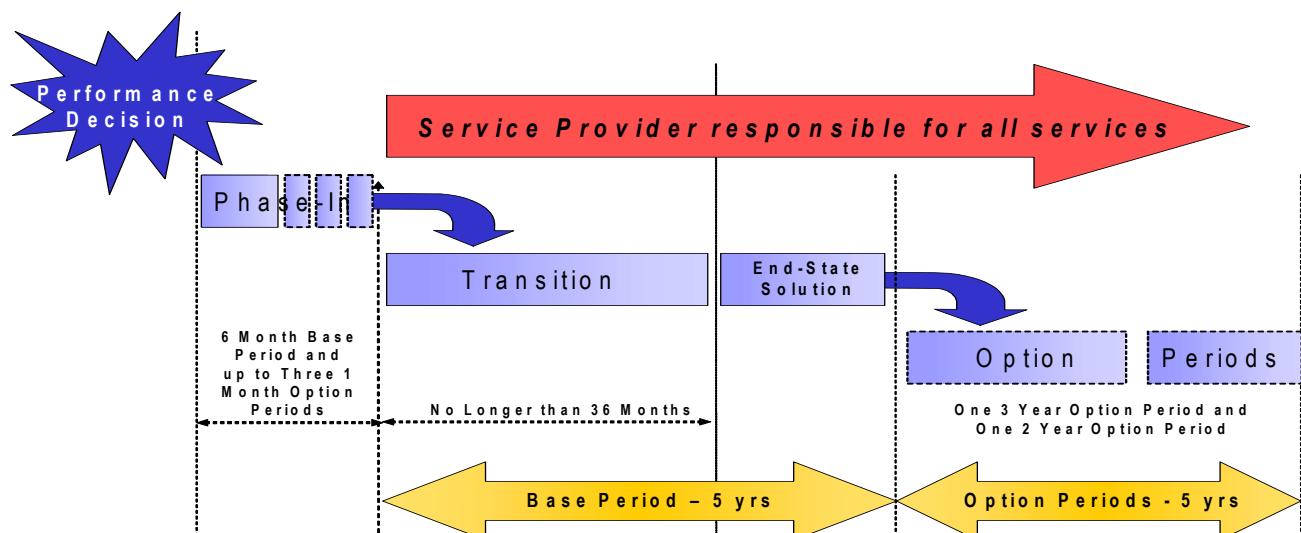 Performance
Decision
Service Provider responsible for all services
Phase-In
Transition
End-State
Solution
Option
Periods
6 Month Base
Period and
up to Three 1
Month Option
Periods
No Longer than 36 Months
One 3 Year Option Period and
One 2 Year Option Period
Base Period – 5 yrs
Option Periods - 5 yrs